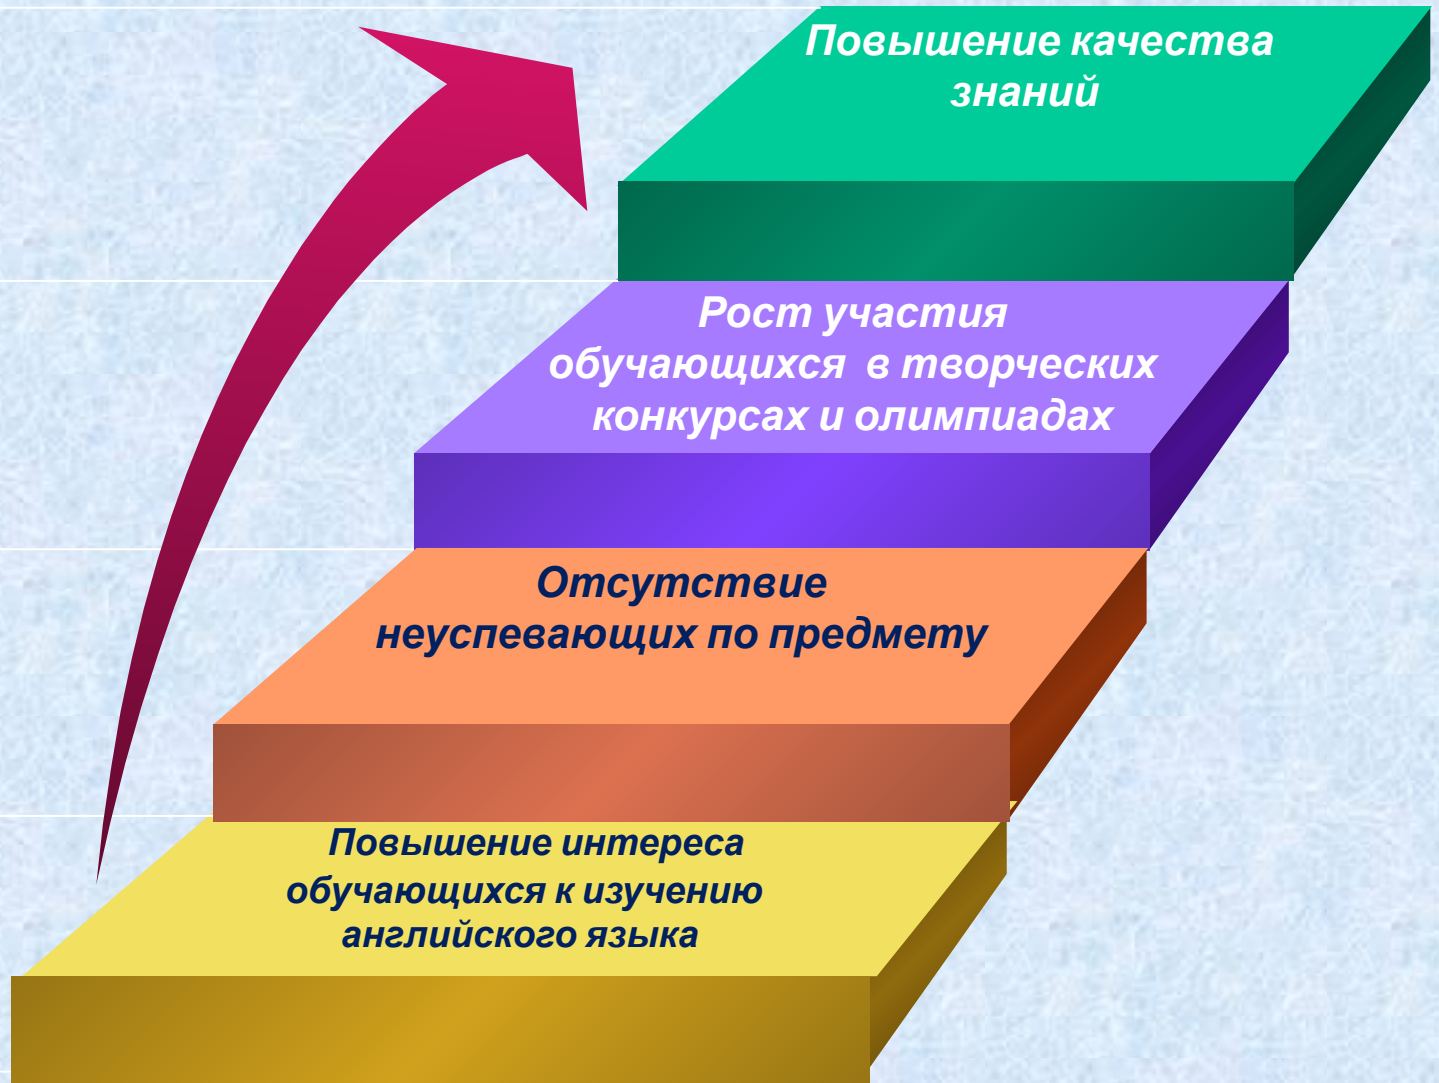 Повышение качества
знаний
Рост участия
обучающихся в творческих
конкурсах и олимпиадах
Отсутствие
неуспевающих по предмету
Повышение интереса
обучающихся к изучению
английского языка